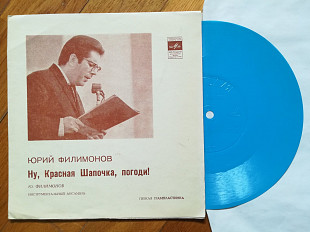 ЮРИЙ ФИЛИМОНОВ
Ну, Красная Шапочка, погоди!
ИНСТРУМЕНТАЛЬНЫЙ АНСАМБЛЬ
ГИБКАЯ ГРАМПЛАСТИНКА